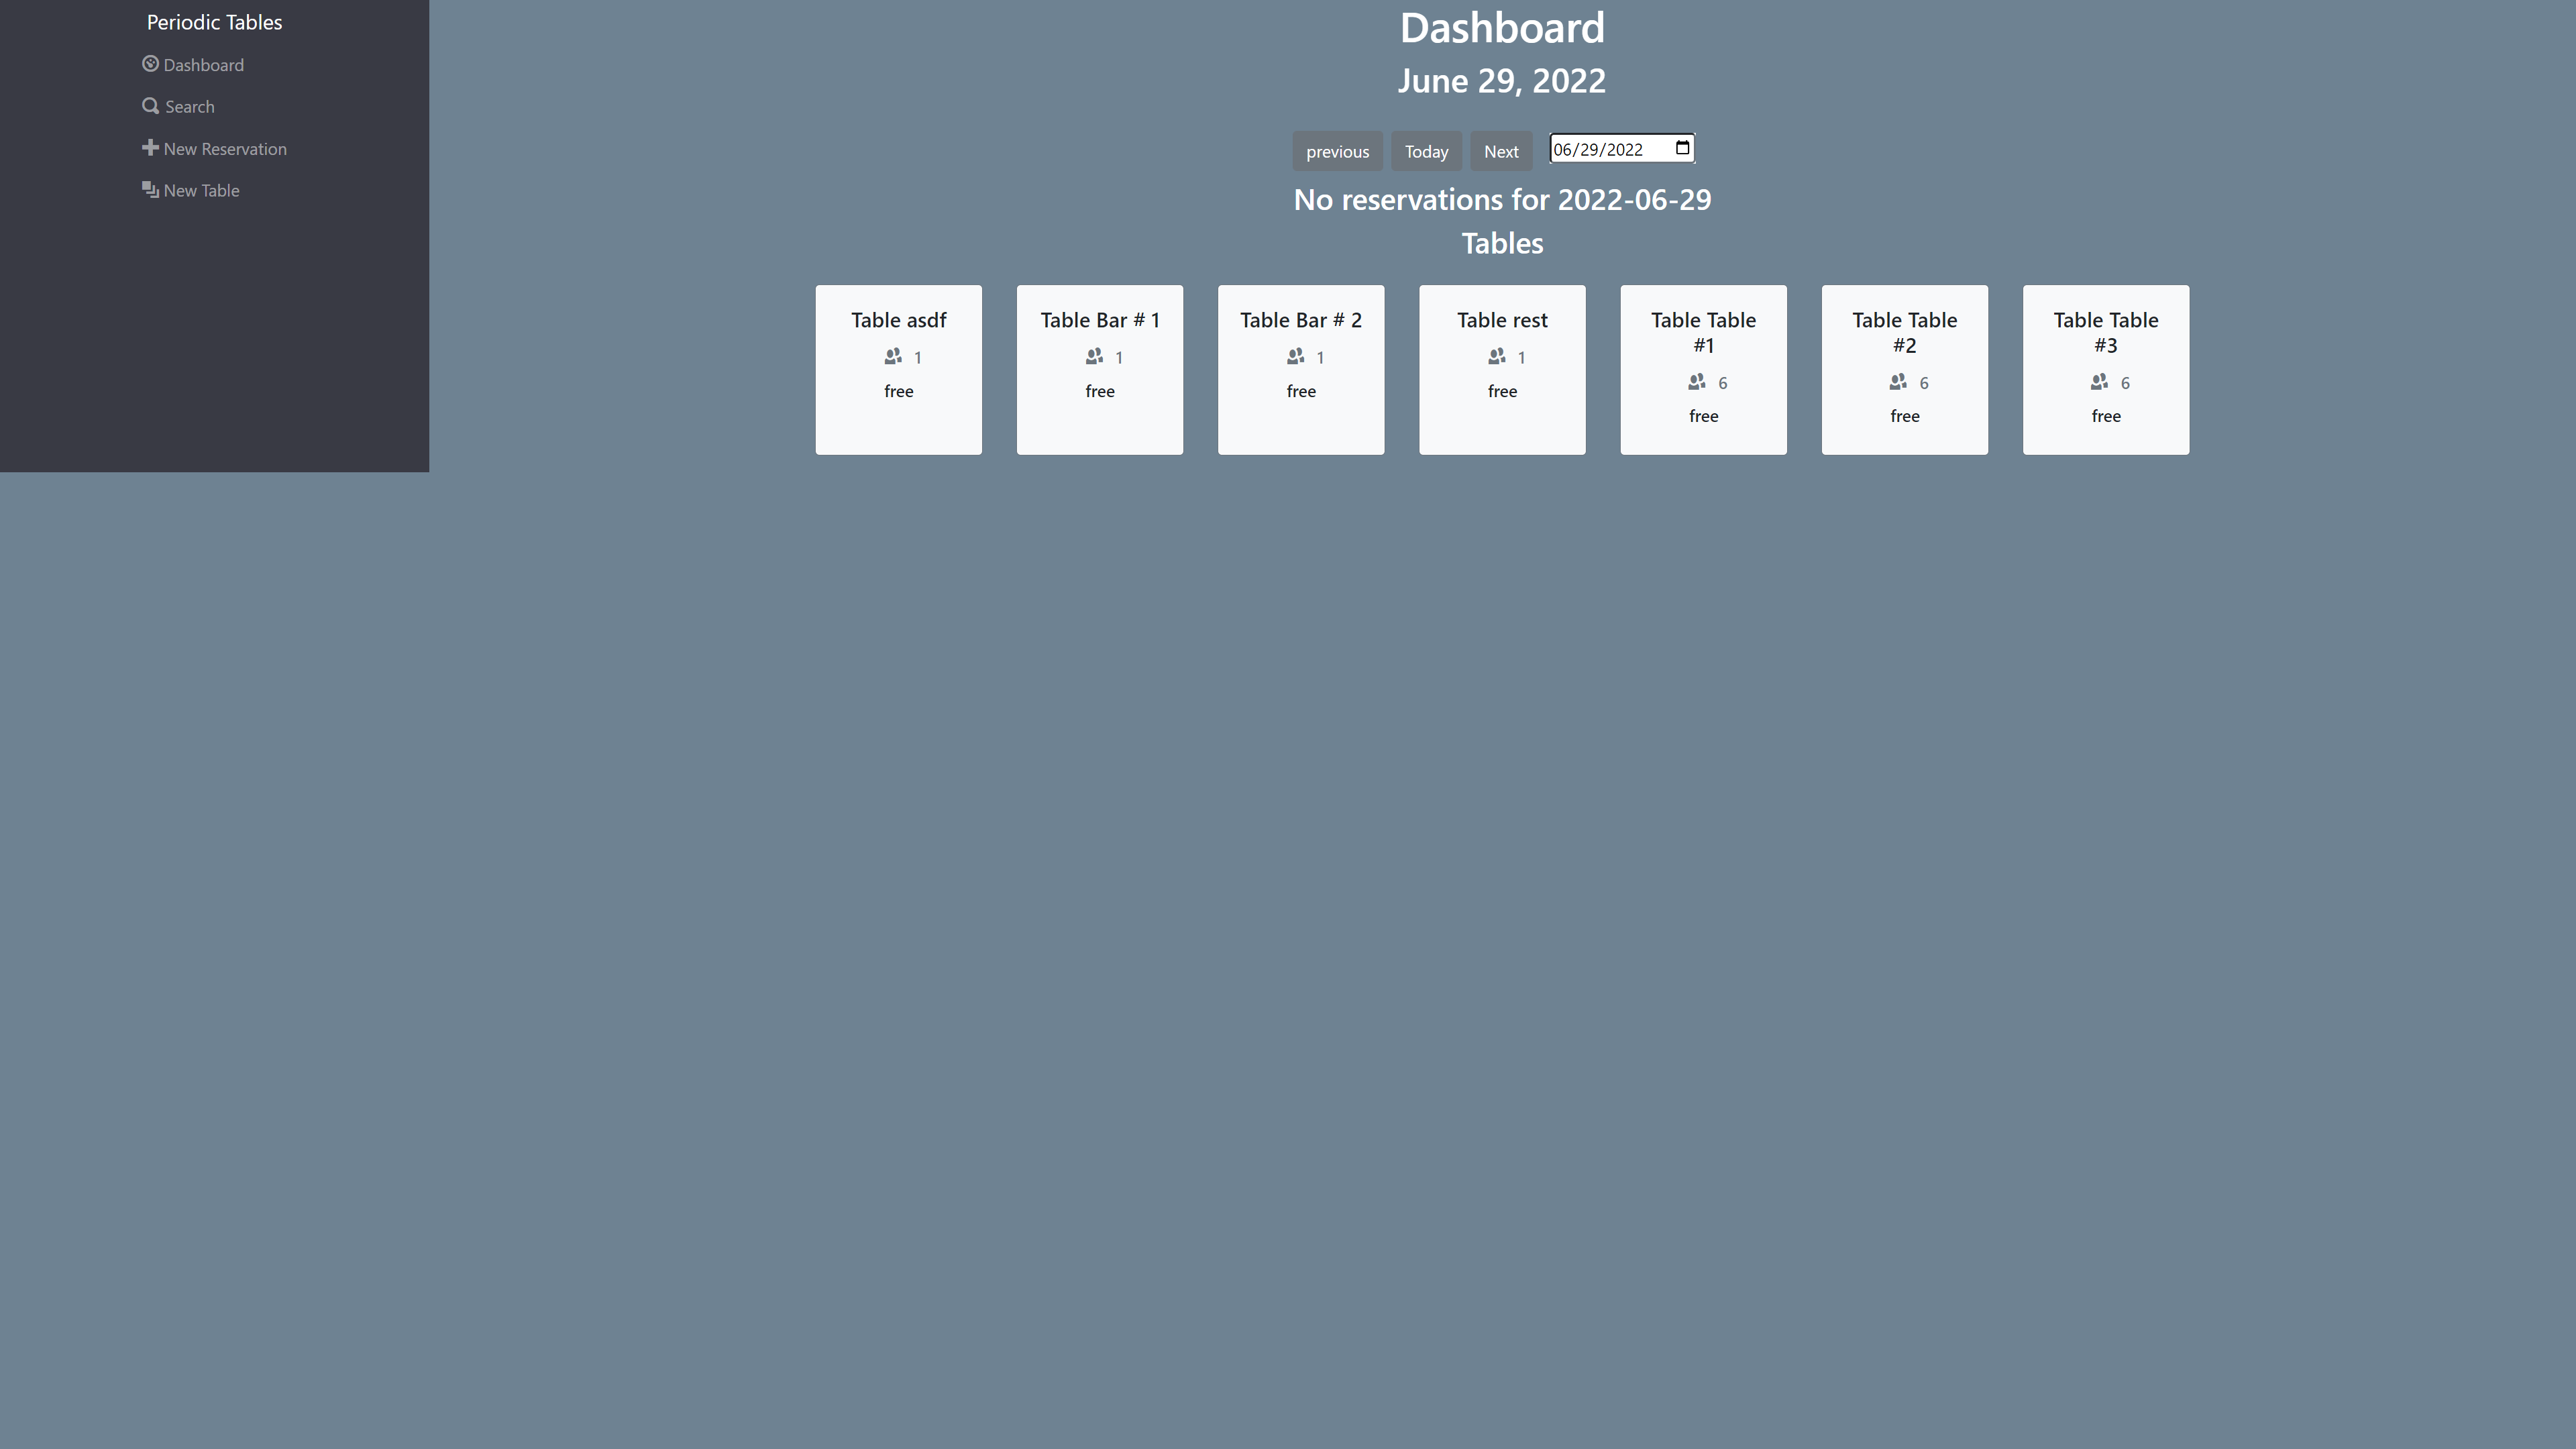 Periodic Tables
Dashboard
Search
New Reservation
New Table
Dashboard
June 29, 2022
previous
Today
Next
06/29/2022
No reservations for 2022-06-29
Tables
Table asdf
1
free
Table Bar # 1
1
free
Table Bar # 2
1
free
Table rest
1
free
Table Table
#1
6
free
Table Table
#2
6
free
Table Table
#3
6
free